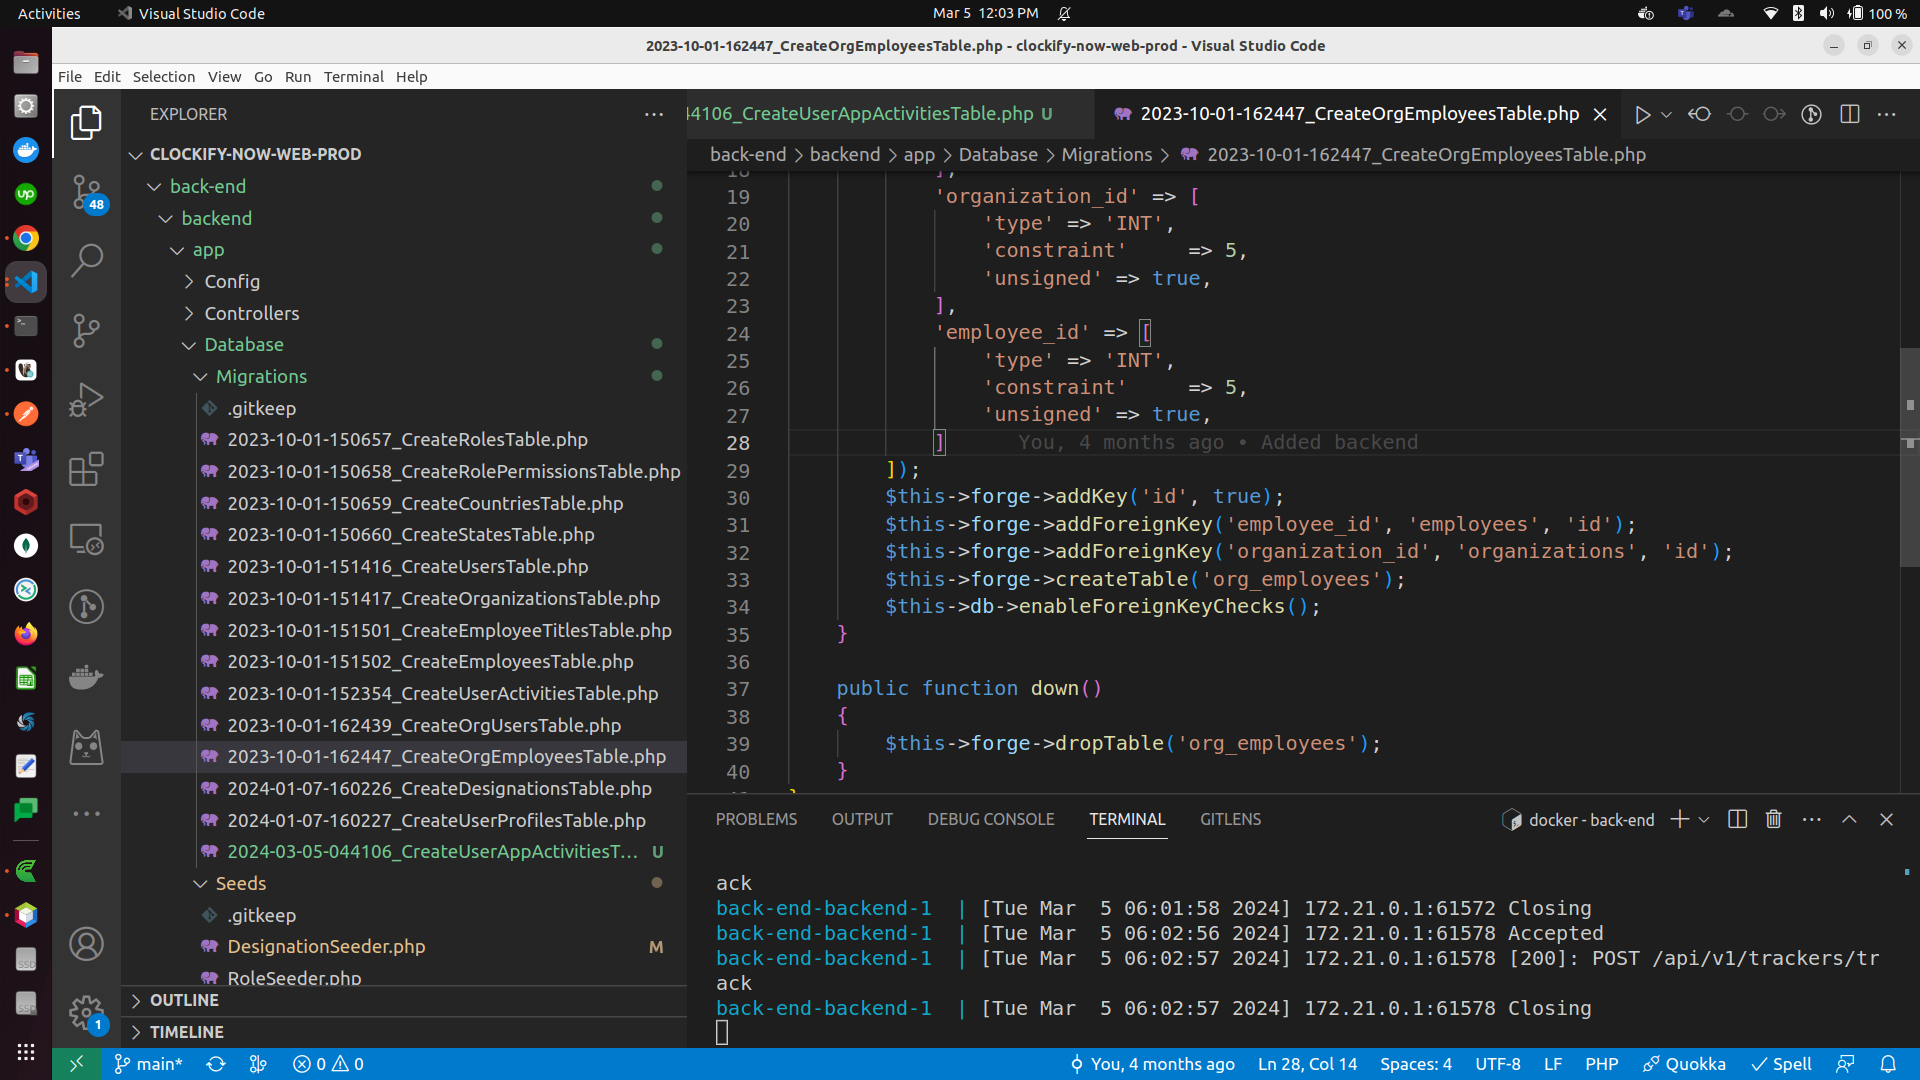 Activities
Visual Studio Code
Mar 5 12:03 PM
100 %
2023-10-01-162447_CreateOrgEmployeesTable.php - clockify-now-web-prod - Visual Studio Code
File Edit Selection View Go Run Terminal Help
EXPLORER
44106_CreateUserAppActivitiesTable.php U
2023-10-01-162447_CreateOrgEmployeesTable.php
back-end > backend > app > Database > Migrations > 2023-10-01-162447_CreateOrgEmployeesTable.php
CLOCKIFY-NOW-WEB-PROD
back-end
backend
app
Config
Controllers
Database
Migrations
.gitkeep
2023-10-01-150657_CreateRolesTable.php
2023-10-01-150658_CreateRolePermissionsTable.php
2023-10-01-150659_CreateCountriesTable.php
2023-10-01-150660_CreateStatesTable.php
2023-10-01-151416_CreateUsersTable.php
2023-10-01-151417_CreateOrganizationsTable.php
2023-10-01-151501_CreateEmployeeTitlesTable.php
2023-10-01-151502_CreateEmployeesTable.php
2023-10-01-152354_CreateUserActivitiesTable.php
2023-10-01-162439_CreateOrgUsersTable.php
2023-10-01-162447_CreateOrgEmployeesTable.php
2024-01-07-160226_CreateDesignationsTable.php
2024-01-07-160227_CreateUserProfilesTable.php
2024-03-05-044106_CreateUserAppActivitiesT... U
Seeds
.gitkeep
DesignationSeeder.php M
RoleSeeder.php
OUTLINE
TIMELINE
48
1
up
SSD
SSD
18 ],
19 'organization_id' => [
20 'type' => 'INT',
21 'constraint' => 5,
22 'unsigned' => true,
23 ],
24 'employee_id' => [
25 'type' => 'INT',
26 'constraint' => 5,
27 'unsigned' => true,
28 ] You, 4 months ago • Added backend
29 ]);
30 $this->forge->addKey('id', true);
31 $this->forge->addForeignKey('employee_id', 'employees', 'id');
32 $this->forge->addForeignKey('organization_id', 'organizations', 'id');
33 $this->forge->createTable('org_employees');
34 $this->db->enableForeignKeyChecks();
35 }
36
37 public function down()
38 {
39 $this->forge->dropTable('org_employees');
40 }
PROBLEMS OUTPUT DEBUG CONSOLE TERMINAL GITLENS
docker - back-end
ack
back-end-backend-1 | [Tue Mar 5 06:01:58 2024] 172.21.0.1:61572 Closing
back-end-backend-1 | [Tue Mar 5 06:02:56 2024] 172.21.0.1:61578 Accepted
back-end-backend-1 | [Tue Mar 5 06:02:57 2024] 172.21.0.1:61578 [200]: POST /api/v1/trackers/tr
ack
back-end-backend-1 | [Tue Mar 5 06:02:57 2024] 172.21.0.1:61578 Closing
main* 0 0 You, 4 months ago Ln 28, Col 14 Spaces: 4 UTF-8 LF PHP Quokka Spell